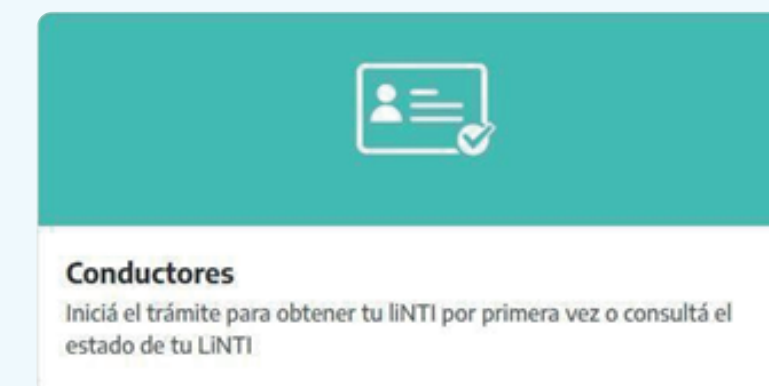 Conductores
Iniciá el trámite para obtener tu liNTI por primera vez o consultá el
estado de tu LiNTI